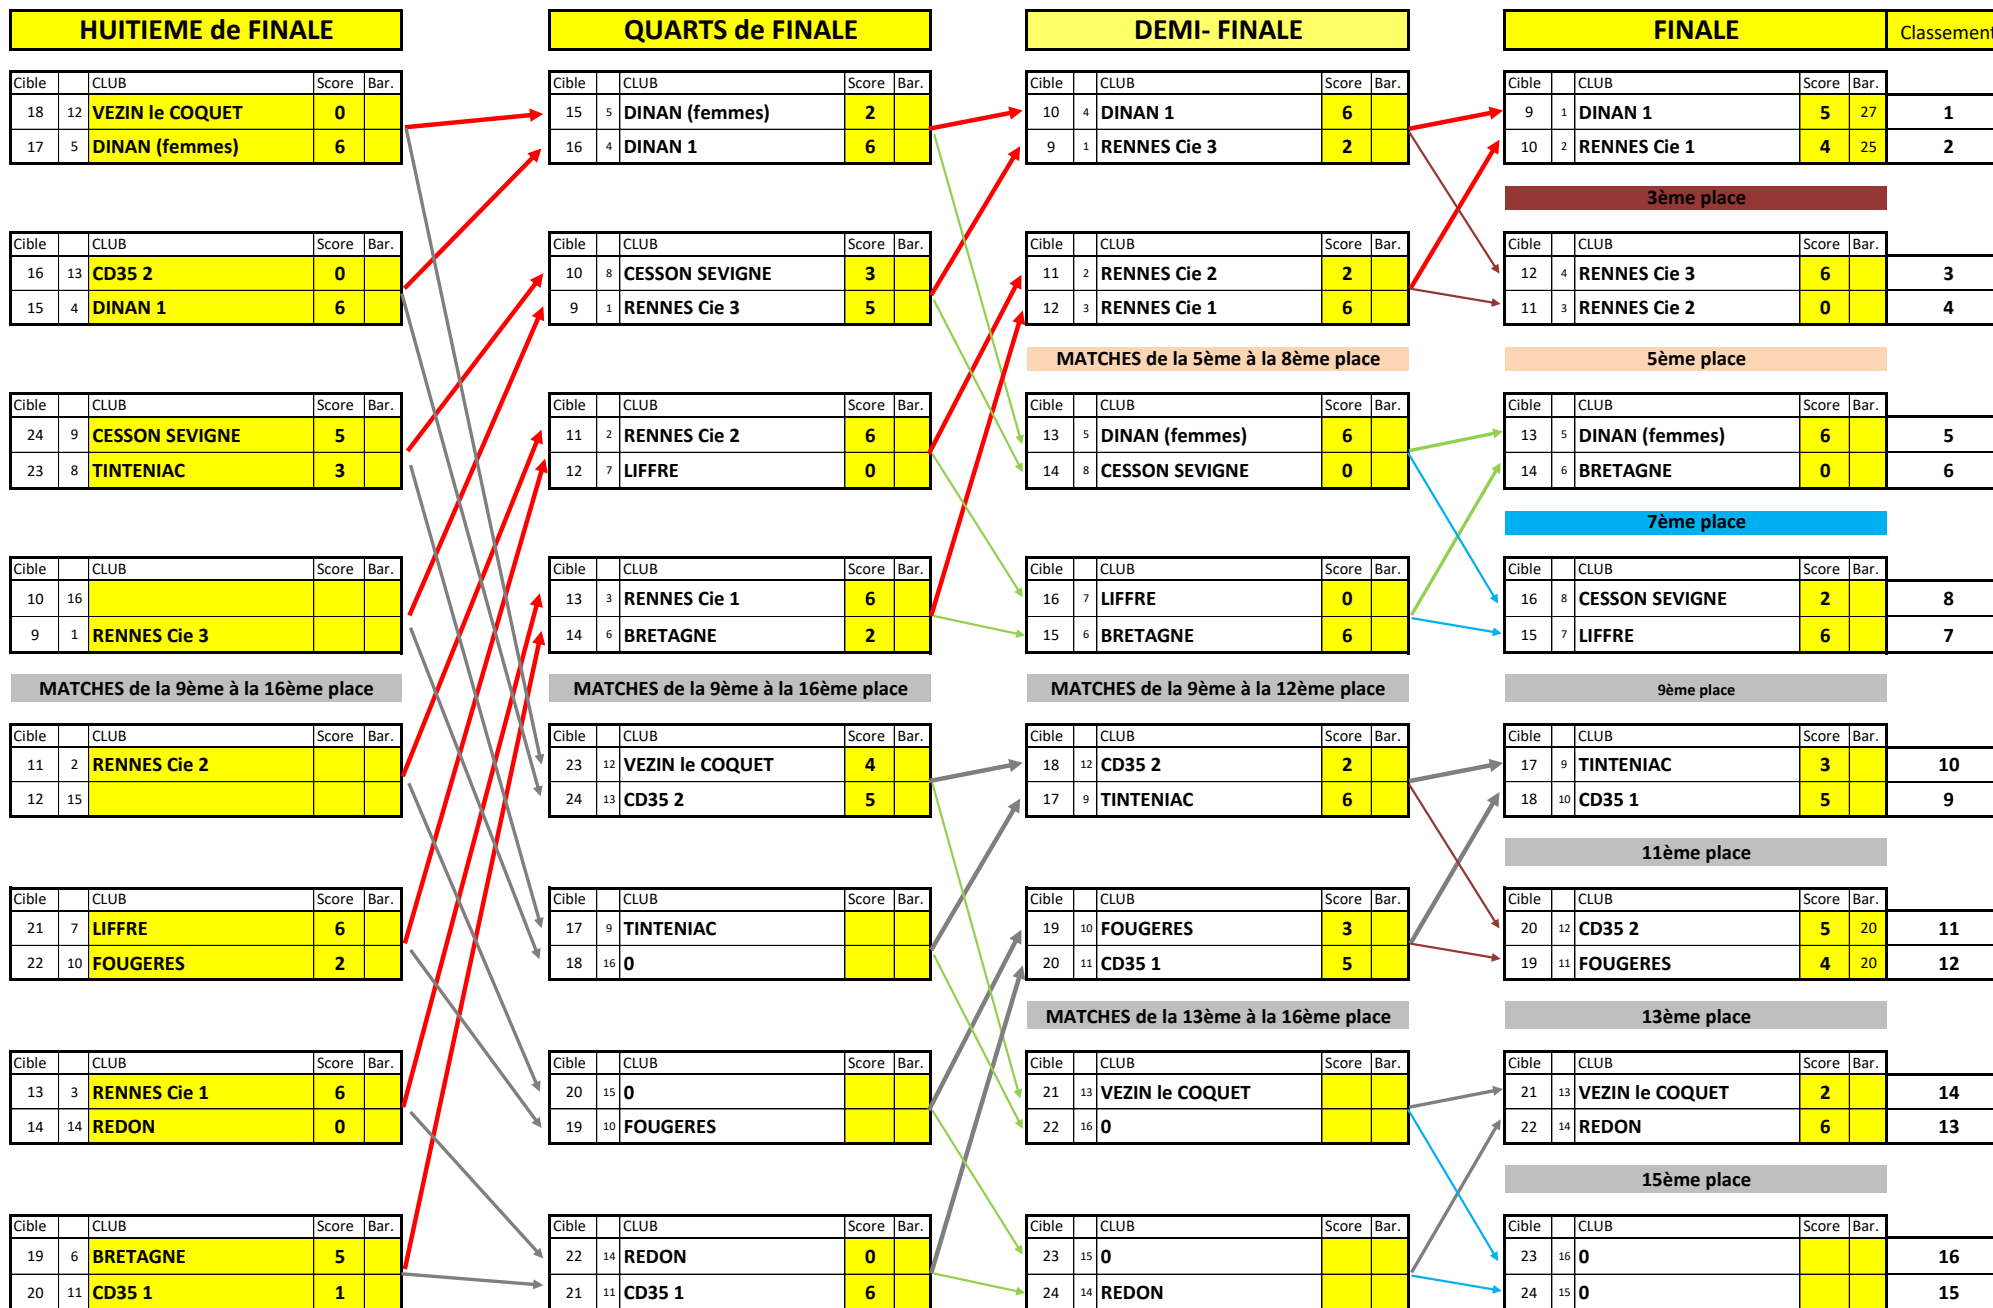 HUITIEME de FINALE QUARTS de FINALE DEMI- FINALE FINALE Classement
Cible CLUB Score Bar. Cible CLUB Score Bar. Cible CLUB Score Bar. Cible CLUB Score Bar.
18 12 VEZIN le COQUET 0 15 5 DINAN (femmes) 2 10 4 DINAN 1 6 9 1 DINAN 1 5 27 1
17 5 DINAN (femmes) 6 16 4 DINAN 1 6 9 1 RENNES Cie 3 2 10 2 RENNES Cie 1 4 25 2
3ème place
Cible CLUB Score Bar. Cible CLUB Score Bar. Cible CLUB Score Bar. Cible CLUB Score Bar.
16 13 CD35 2 0 10 8 CESSON SEVIGNE 3 11 2 RENNES Cie 2 2 12 4 RENNES Cie 3 6 3
15 4 DINAN 1 6 9 1 RENNES Cie 3 5 12 3 RENNES Cie 1 6 11 3 RENNES Cie 2 0 4
MATCHES de la 5ème à la 8ème place 5ème place
Cible CLUB Score Bar. Cible CLUB Score Bar. Cible CLUB Score Bar. Cible CLUB Score Bar.
24 9 CESSON SEVIGNE 5 11 2 RENNES Cie 2 6 13 5 DINAN (femmes) 6 13 5 DINAN (femmes) 6 5
23 8 TINTENIAC 3 12 7 LIFFRE 0 14 8 CESSON SEVIGNE 0 14 6 BRETAGNE 0 6
7ème place
Cible CLUB Score Bar. Cible CLUB Score Bar. Cible CLUB Score Bar. Cible CLUB Score Bar.
10 16 13 3 RENNES Cie 1 6 16 7 LIFFRE 0 16 8 CESSON SEVIGNE 2 8
9 1 RENNES Cie 3 14 6 BRETAGNE 2 15 6 BRETAGNE 6 15 7 LIFFRE 6 7
MATCHES de la 9ème à la 16ème place MATCHES de la 9ème à la 16ème place MATCHES de la 9ème à la 12ème place 9ème place
Cible CLUB Score Bar. Cible CLUB Score Bar. Cible CLUB Score Bar. Cible CLUB Score Bar.
11 2 RENNES Cie 2 23 12 VEZIN le COQUET 4 18 12 CD35 2 2 17 9 TINTENIAC 3 10
12 15 24 13 CD35 2 5 17 9 TINTENIAC 6 18 10 CD35 1 5 9
11ème place
Cible CLUB Score Bar. Cible CLUB Score Bar. Cible CLUB Score Bar. Cible CLUB Score Bar.
21 7 LIFFRE 6 17 9 TINTENIAC 19 10 FOUGERES 3 20 12 CD35 2 5 20 11
22 10 FOUGERES 2 18 16 0 20 11 CD35 1 5 19 11 FOUGERES 4 20 12
MATCHES de la 13ème à la 16ème place 13ème place
Cible CLUB Score Bar. Cible CLUB Score Bar. Cible CLUB Score Bar. Cible CLUB Score Bar.
13 3 RENNES Cie 1 6 20 15 0 21 13 VEZIN le COQUET 21 13 VEZIN le COQUET 2 14
14 14 REDON 0 19 10 FOUGERES 22 16 0 22 14 REDON 6 13
15ème place
Cible CLUB Score Bar. Cible CLUB Score Bar. Cible CLUB Score Bar. Cible CLUB Score Bar.
19 6 BRETAGNE 5 22 14 REDON 0 23 15 0 23 16 0 16
20 11 CD35 1 1 21 11 CD35 1 6 24 14 REDON 24 15 0 15